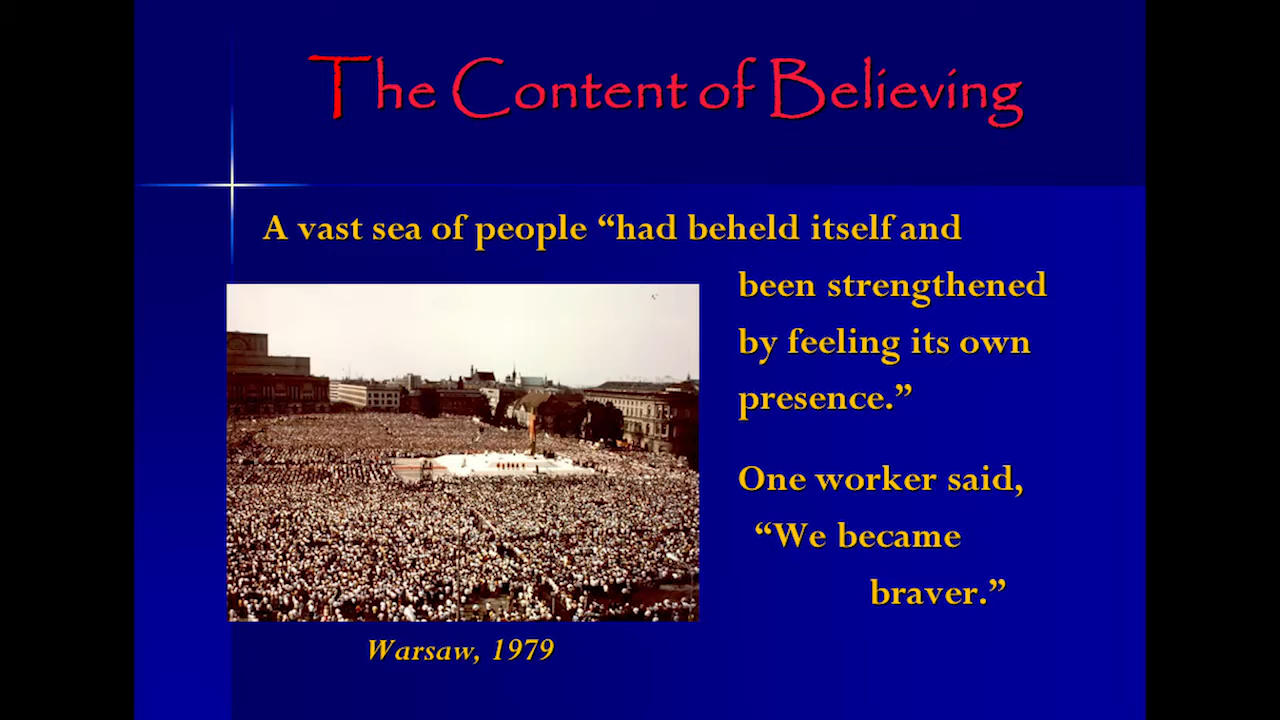 The Content of Believing
A vast sea of people “had beheld itself and
been strengthened
by feeling its own
presence.”
One worker said,
“We became
braver.”
Warsaw, 1979